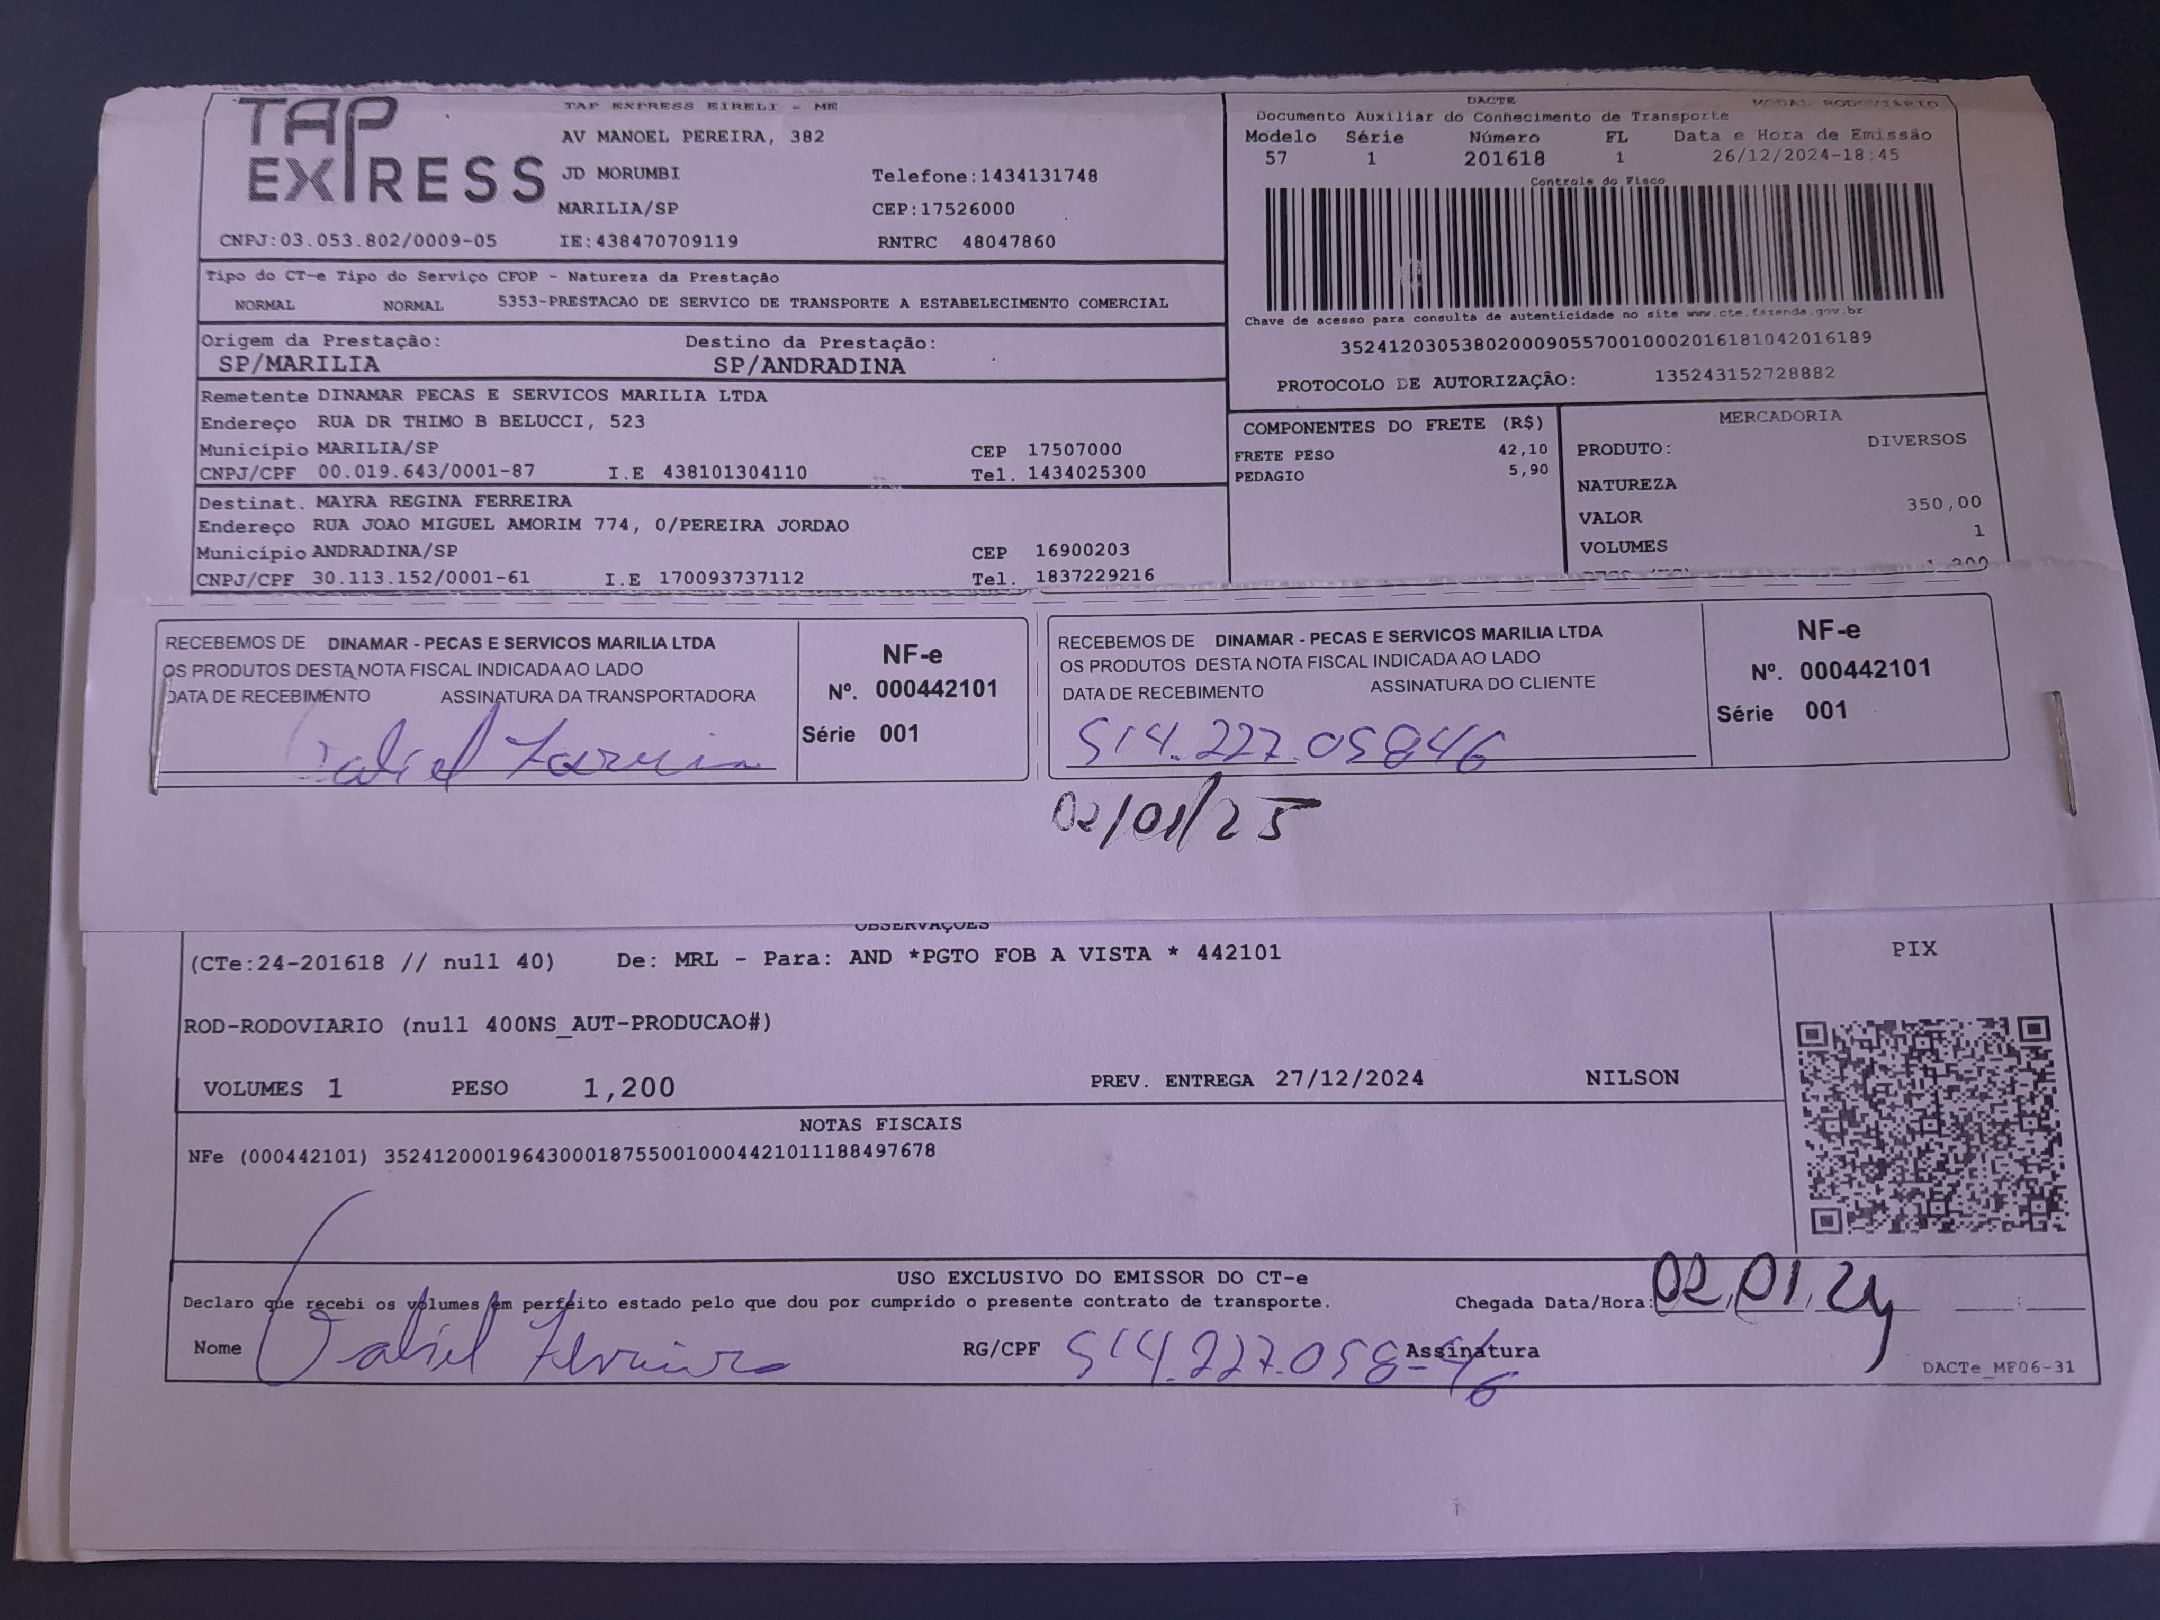 TAP EXPRESS
TAP EXPRESS EIRELI - ME
AV MANOEL PEREIRA, 382
JD MORUMBI Telefone:1434131748
MARILIA/SP CEP:17526000
CNPJ:03.053.802/0009-05 IE:438470709119 RNTRC 48047860
DACTE MODAL RODOVIÁRIO
Documento Auxiliar do Conhecimento de Transporte
Modelo Série Número FL Data e Hora de Emissão
57 1 201618 1 26/12/2024-18:45
Controle do Fisco
Chave de acesso para consulta de autenticidade no site www.cte.fazenda.gov.br
35241203053802000905570010002016181042016189
PROTOCOLO DE AUTORIZAÇÃO: 135243152728882
Tipo do CT-e Tipo do Serviço CFOP - Natureza da Prestação
NORMAL NORMAL 5353-PRESTACAO DE SERVICO DE TRANSPORTE A ESTABELECIMENTO COMERCIAL
Origem da Prestação: Destino da Prestação:
SP/MARILIA SP/ANDRADINA
Remetente DINAMAR PECAS E SERVICOS MARILIA LTDA
Endereço RUA DR THIMO B BELUCCI, 523
Município MARILIA/SP CEP 17507000
CNPJ/CPF 00.019.643/0001-87 I.E 438101304110 Tel. 1434025300
Destinat. MAYRA REGINA FERREIRA
Endereço RUA JOAO MIGUEL AMORIM 774, 0/PEREIRA JORDAO
Município ANDRADINA/SP CEP 16900203
CNPJ/CPF 30.113.152/0001-61 I.E 170093737112 Tel. 1837229216
COMPONENTES DO FRETE (R$)
FRETE PESO 42,10
PEDAGIO 5,90
MERCADORIA
PRODUTO: DIVERSOS
NATUREZA
VALOR 350,00
VOLUMES 1
1,200
RECEBEMOS DE DINAMAR - PECAS E SERVICOS MARILIA LTDA
OS PRODUTOS DESTA NOTA FISCAL INDICADA AO LADO
DATA DE RECEBIMENTO ASSINATURA DA TRANSPORTADORA
NF-e
Nº. 000442101
Série 001
RECEBEMOS DE DINAMAR - PECAS E SERVICOS MARILIA LTDA
OS PRODUTOS DESTA NOTA FISCAL INDICADA AO LADO
DATA DE RECEBIMENTO ASSINATURA DO CLIENTE
514.227.05846
NF-e
Nº. 000442101
Série 001
02/01/25
OBSERVAÇÕES
(CTe:24-201618 // null 40) De: MRL - Para: AND *PGTO FOB A VISTA * 442101
ROD-RODOVIARIO (null 400NS_AUT-PRODUCAO#)
VOLUMES 1 PESO 1,200 PREV. ENTREGA 27/12/2024 NILSON
PIX
NOTAS FISCAIS
NFe (000442101) 35241200019643000187550010004421011188497678
USO EXCLUSIVO DO EMISSOR DO CT-e
Declaro que recebi os volumes em perfeito estado pelo que dou por cumprido o presente contrato de transporte. Chegada Data/Hora: 02.01.24
Nome Gabriel Ferreira RG/CPF 514.227.058-46 Assinatura
DACTe_MF06-31